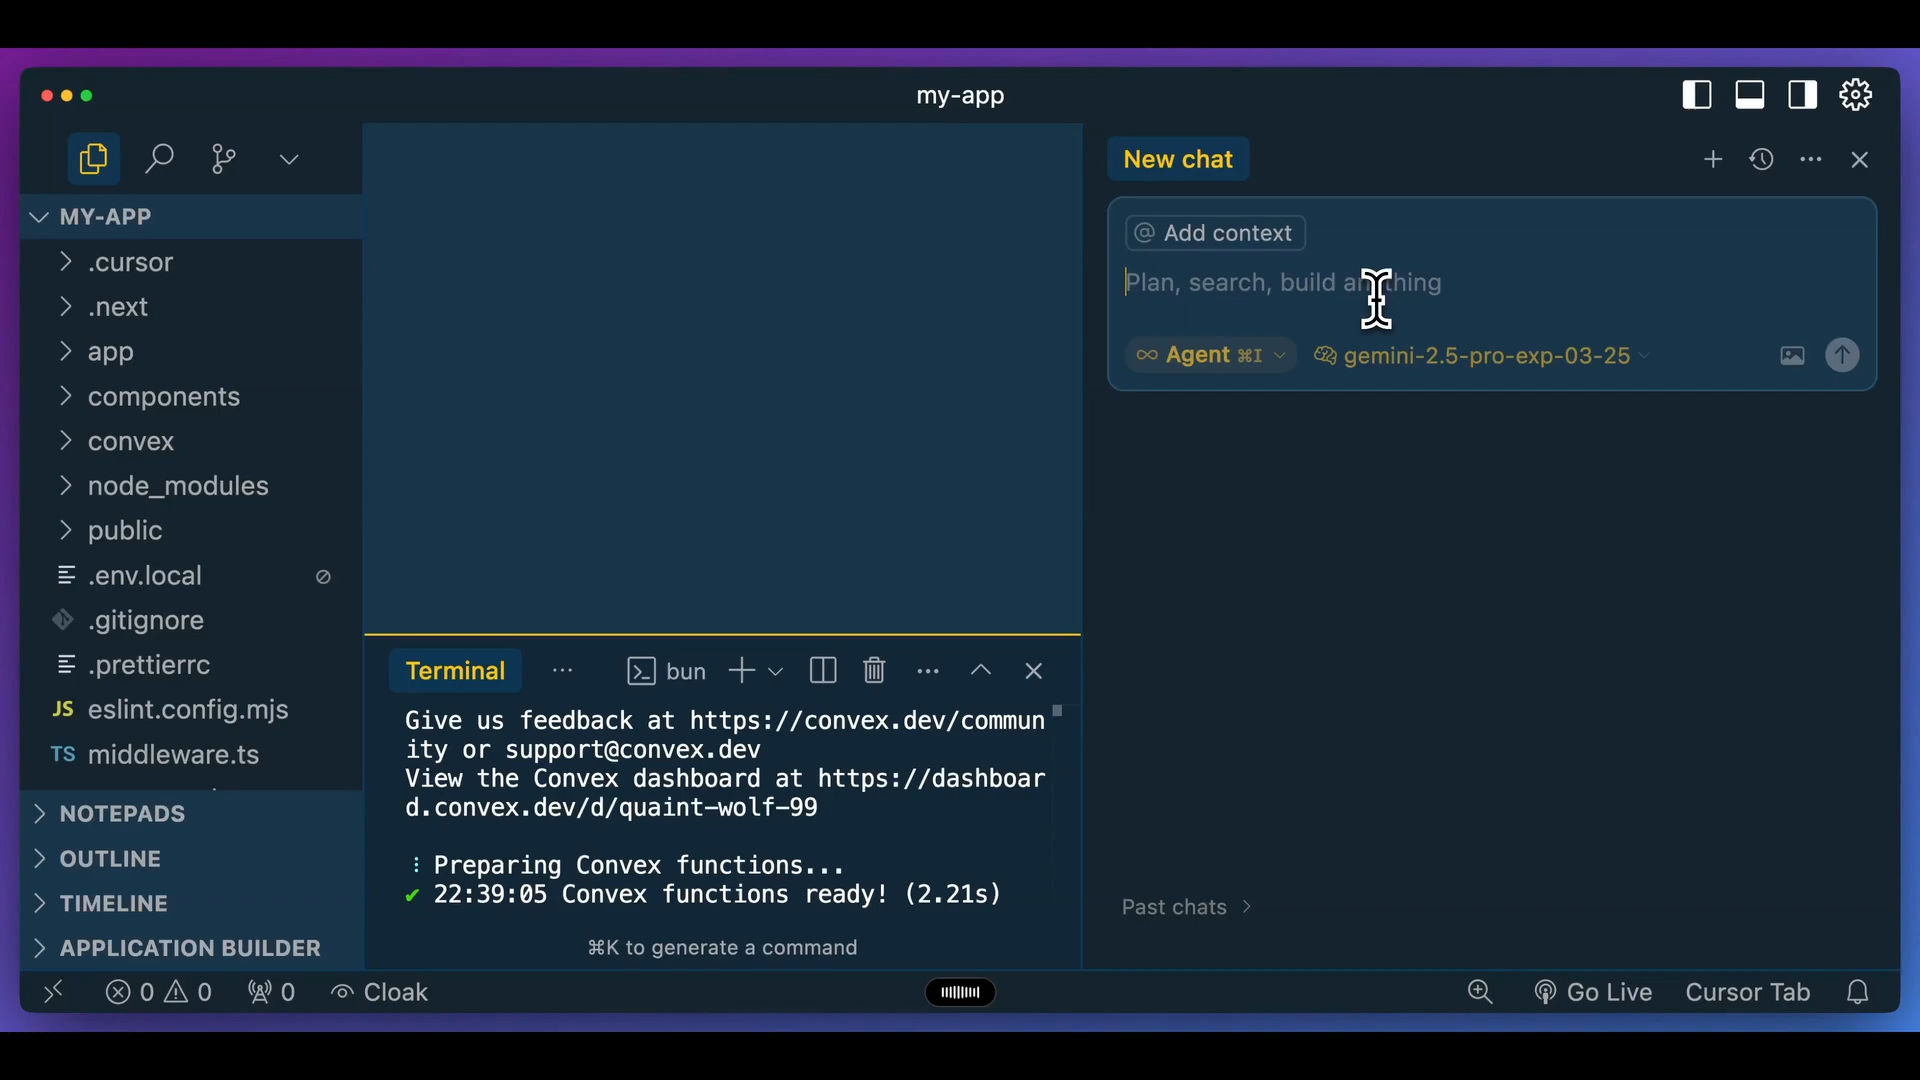 my-app
MY-APP
.cursor
.next
app
components
convex
node_modules
public
.env.local
.gitignore
.prettierrc
JS eslint.config.mjs
TS middleware.ts
NOTEPADS
OUTLINE
TIMELINE
APPLICATION BUILDER
Terminal
bun
Give us feedback at https://convex.dev/commun
ity or support@convex.dev
View the Convex dashboard at https://dashboar
d.convex.dev/d/quaint-wolf-99
Preparing Convex functions...
✔ 22:39:05 Convex functions ready! (2.21s)
⌘K to generate a command
New chat
@ Add context
Plan, search, build anything
∞ Agent ⌘I
gemini-2.5-pro-exp-03-25
Past chats
0 0
0
Cloak
Go Live
Cursor Tab